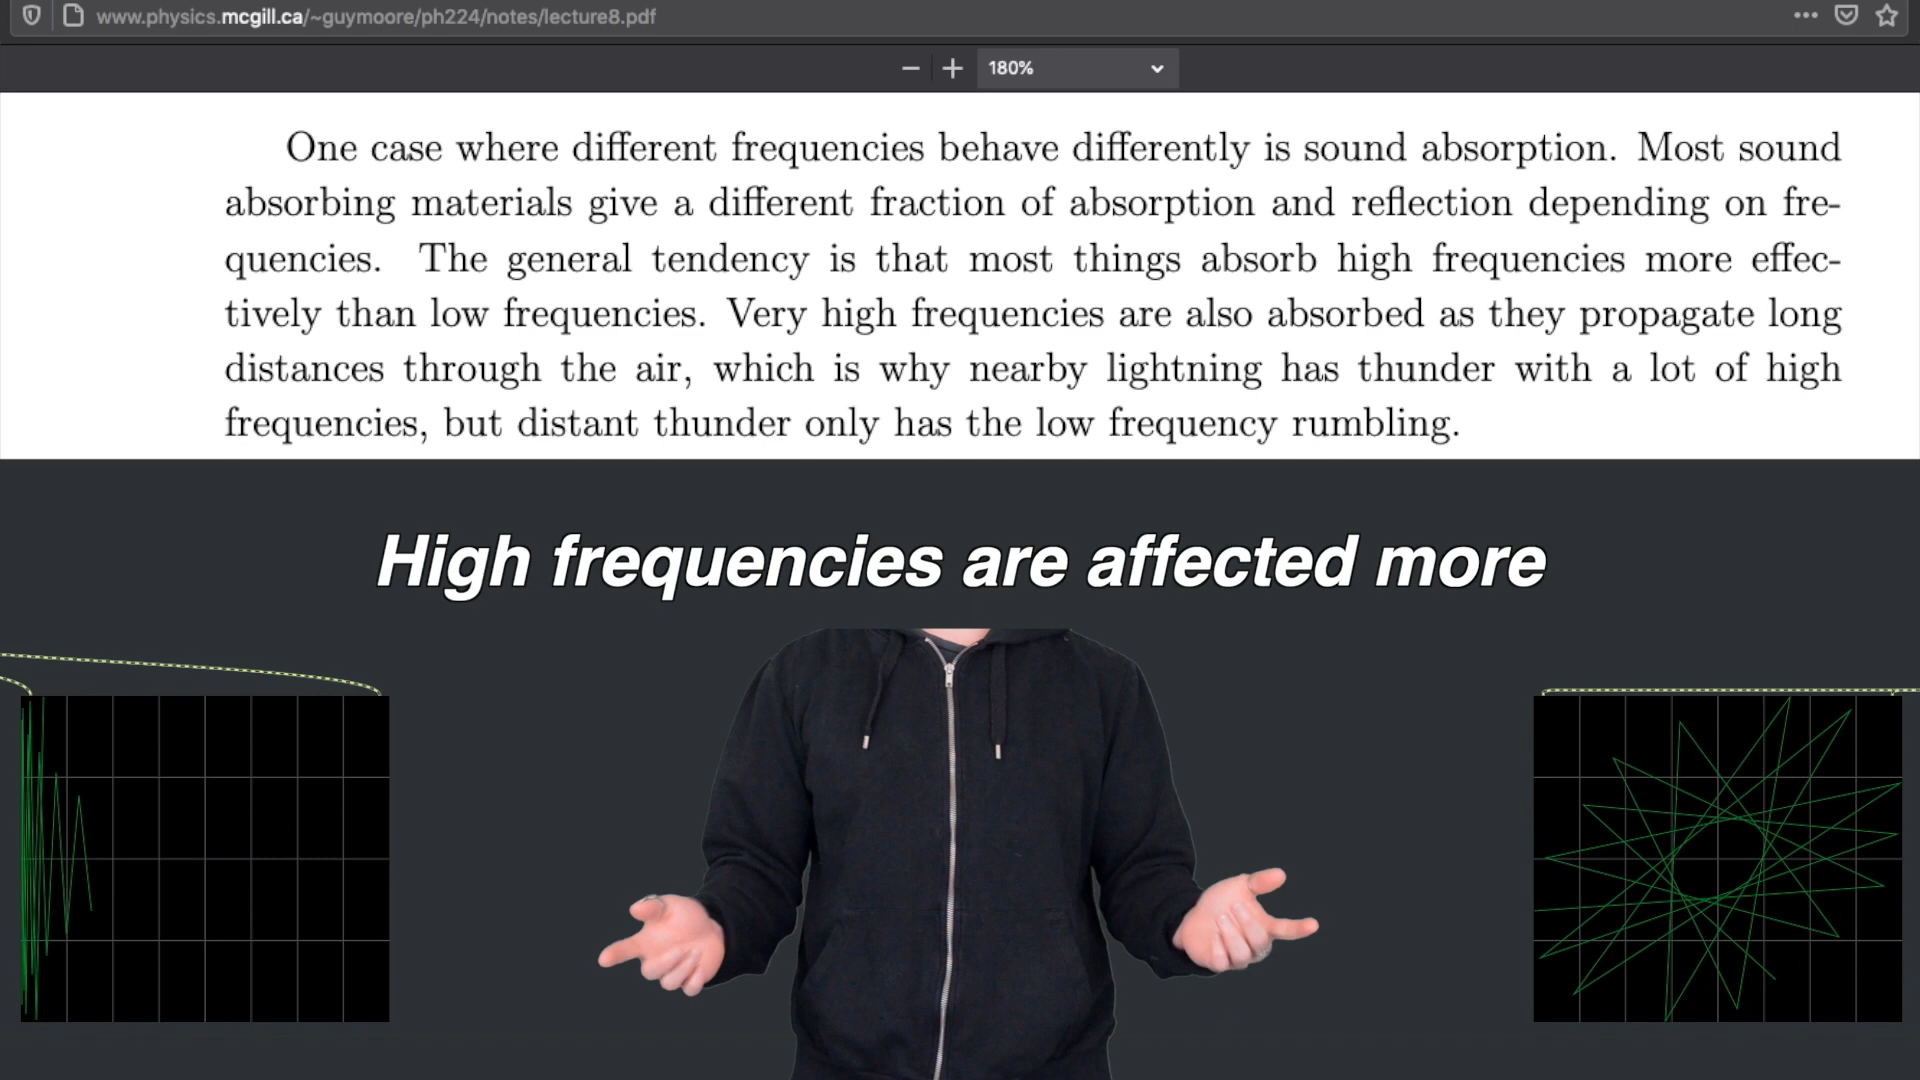 www.physics.mcgill.ca/~guymoore/ph224/notes/lecture8.pdf
180%
One case where different frequencies behave differently is sound absorption. Most sound
absorbing materials give a different fraction of absorption and reflection depending on fre-
quencies. The general tendency is that most things absorb high frequencies more effec-
tively than low frequencies. Very high frequencies are also absorbed as they propagate long
distances through the air, which is why nearby lightning has thunder with a lot of high
frequencies, but distant thunder only has the low frequency rumbling.
High frequencies are affected more